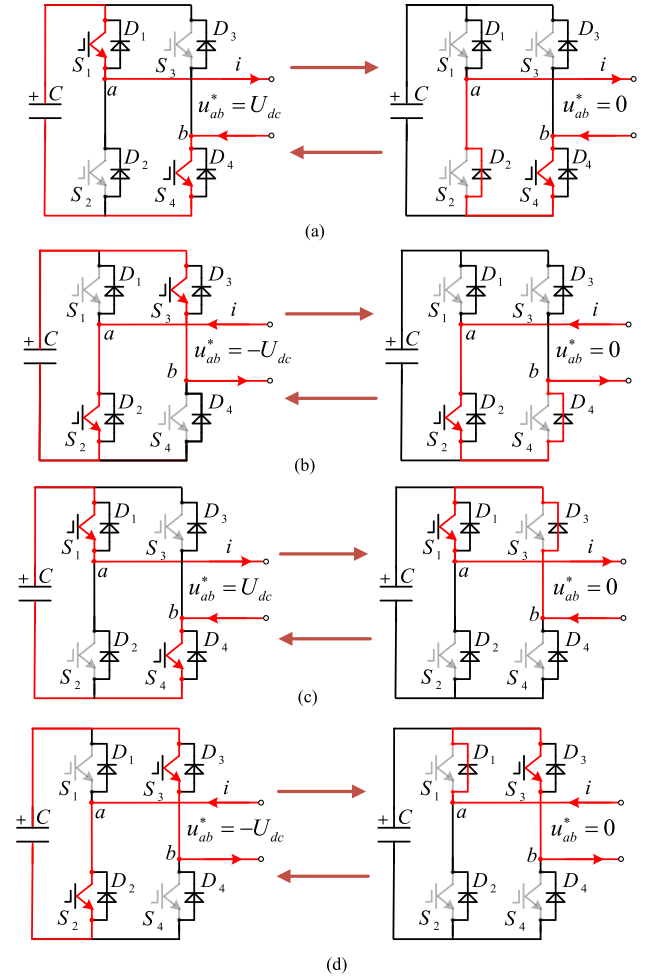 D1 D3 D1 D3
S1 S3 i S1 S3 i
+ C a u*ab = Udc + C a u*ab = 0
b b
D2 D4 D2 D4
S2 S4 S2 S4
(a)
D1 D3 D1 D3
S1 S3 i S1 S3 i
+ C a u*ab = −Udc + C a u*ab = 0
b b
D2 D4 D2 D4
S2 S4 S2 S4
(b)
D1 D3 D1 D3
S1 S3 i S1 S3 i
+ C a u*ab = Udc + C a u*ab = 0
b b
D2 D4 D2 D4
S2 S4 S2 S4
(c)
D1 D3 D1 D3
S1 S3 i S1 S3 i
+ C a u*ab = −Udc + C a u*ab = 0
b b
D2 D4 D2 D4
S2 S4 S2 S4
(d)